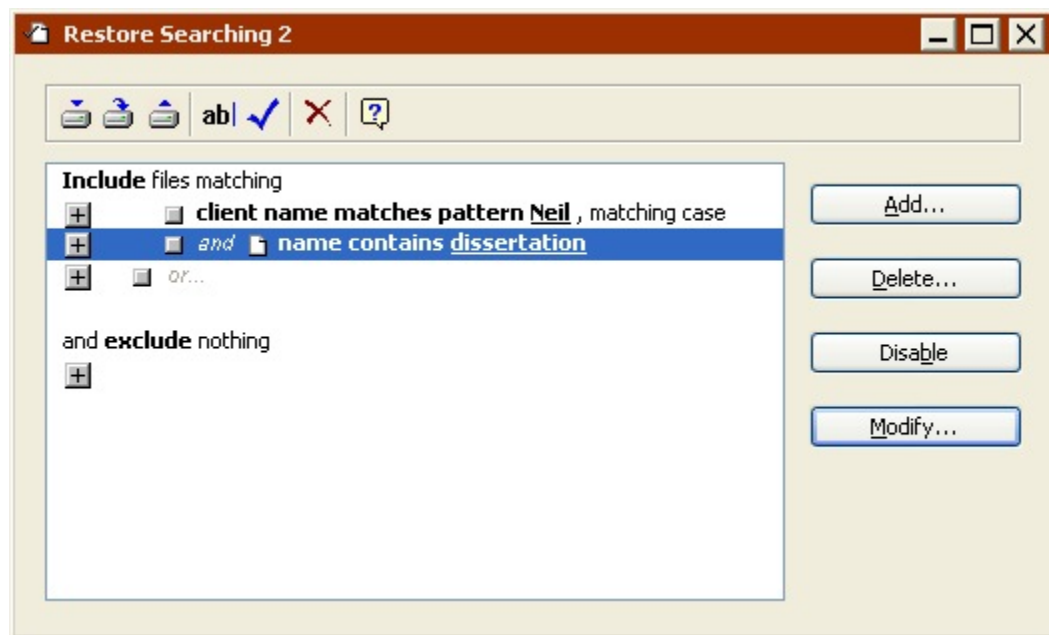 Restore Searching 2
ab|
Include files matching
client name matches pattern Neil , matching case
and name contains dissertation
or...
and exclude nothing
Add...
Delete...
Disable
Modify...